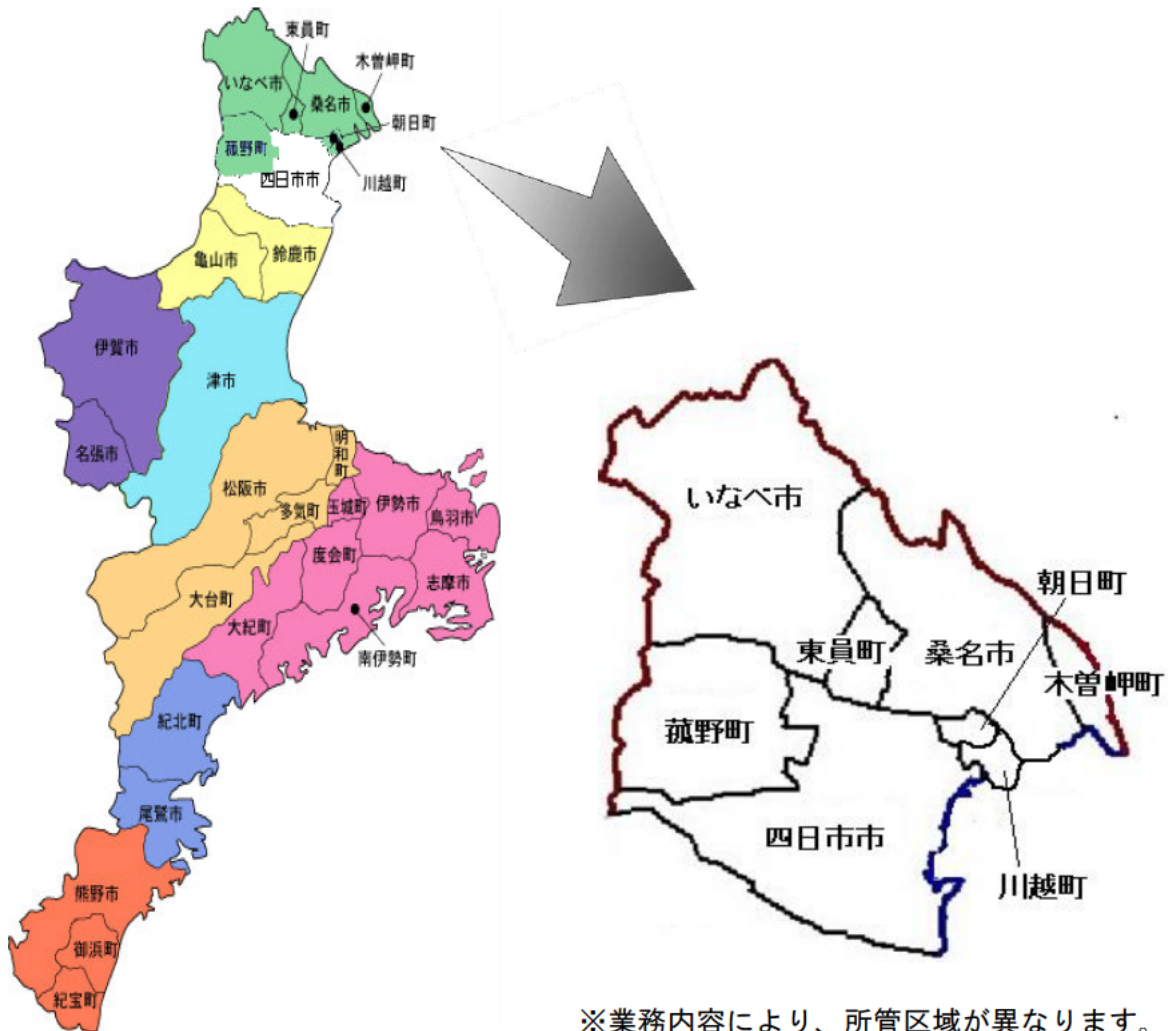 東員町
木曽岬町
いなべ市
桑名市
朝日町
菰野町
四日市市
川越町
亀山市
鈴鹿市
伊賀市
津市
名張市
明和町
松阪市
多気町
玉城町
伊勢市
鳥羽市
度会町
志摩市
大台町
大紀町
南伊勢町
紀北町
尾鷲市
熊野市
御浜町
紀宝町
いなべ市
朝日町
東員町
桑名市
木曽岬町
菰野町
四日市市
川越町
※業務内容により、所管区域が異なります。